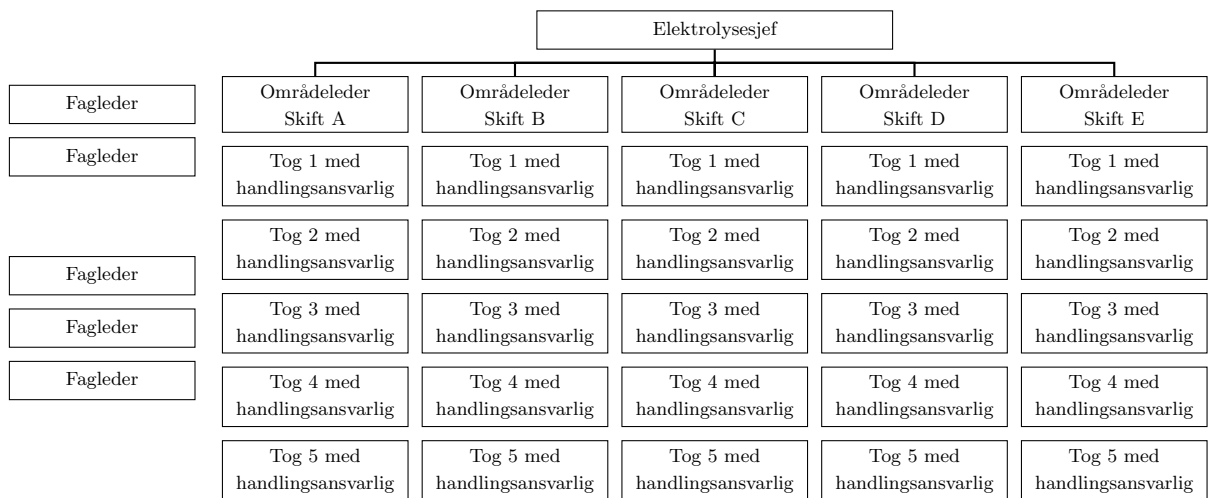 Elektrolysesjef
Fagleder
Fagleder
Fagleder
Fagleder
Fagleder
Områdeleder
Skift A
Områdeleder
Skift B
Områdeleder
Skift C
Områdeleder
Skift D
Områdeleder
Skift E
Tog 1 med
handlingsansvarlig
Tog 1 med
handlingsansvarlig
Tog 1 med
handlingsansvarlig
Tog 1 med
handlingsansvarlig
Tog 1 med
handlingsansvarlig
Tog 2 med
handlingsansvarlig
Tog 2 med
handlingsansvarlig
Tog 2 med
handlingsansvarlig
Tog 2 med
handlingsansvarlig
Tog 2 med
handlingsansvarlig
Tog 3 med
handlingsansvarlig
Tog 3 med
handlingsansvarlig
Tog 3 med
handlingsansvarlig
Tog 3 med
handlingsansvarlig
Tog 3 med
handlingsansvarlig
Tog 4 med
handlingsansvarlig
Tog 4 med
handlingsansvarlig
Tog 4 med
handlingsansvarlig
Tog 4 med
handlingsansvarlig
Tog 4 med
handlingsansvarlig
Tog 5 med
handlingsansvarlig
Tog 5 med
handlingsansvarlig
Tog 5 med
handlingsansvarlig
Tog 5 med
handlingsansvarlig
Tog 5 med
handlingsansvarlig